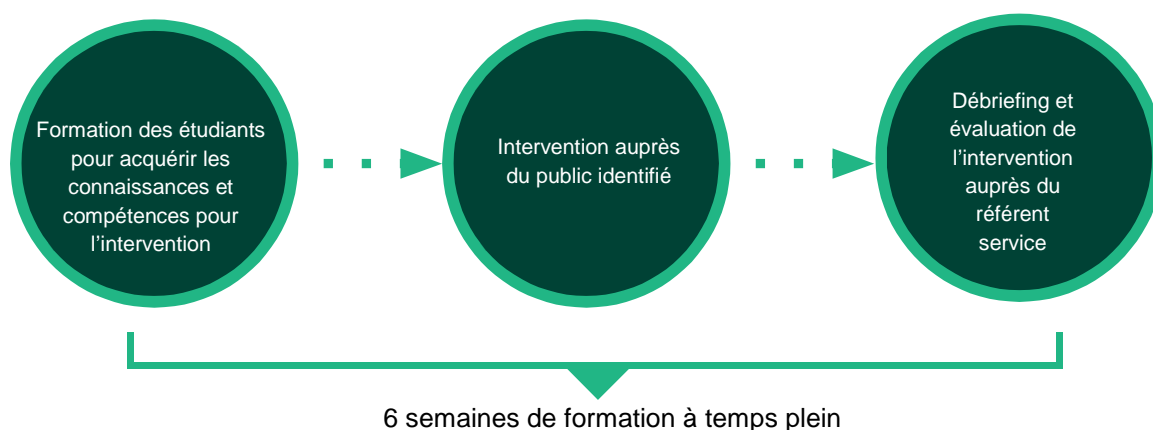 Formation des étudiants
pour acquérir les
connaissances et
compétences pour
l’intervention
Intervention auprès
du public identifié
Débriefing et
évaluation de
l’intervention
auprès du
référent
service
6 semaines de formation à temps plein